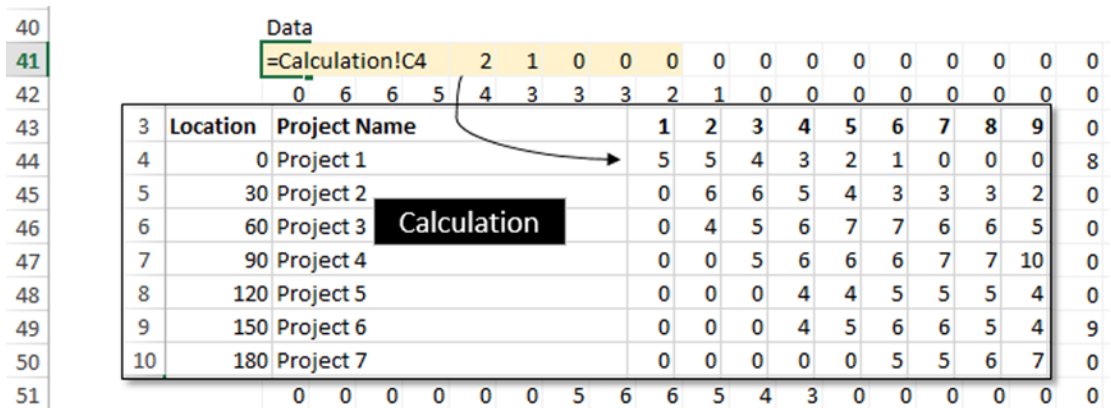 40 Data
41 =Calculation!C4 2 1 0 0 0 0 0 0 0 0 0 0 0 0
42 0 6 6 5 4 3 3 3 2 1 0 0 0 0 0 0 0 0
43 3 Location Project Name 1 2 3 4 5 6 7 8 9 0
44 4 0 Project 1 5 5 4 3 2 1 0 0 0 8
45 5 30 Project 2 0 6 6 5 4 3 3 3 2 0
46 6 60 Project 3 Calculation 0 4 5 6 7 7 6 6 5 0
47 7 90 Project 4 0 0 5 6 6 6 7 7 10 0
48 8 120 Project 5 0 0 0 4 4 5 5 5 4 0
49 9 150 Project 6 0 0 0 4 5 6 6 5 4 9
50 10 180 Project 7 0 0 0 0 0 5 5 6 7 0
51 0 0 0 0 0 0 5 6 6 5 4 3 0 0 0 0 0 0